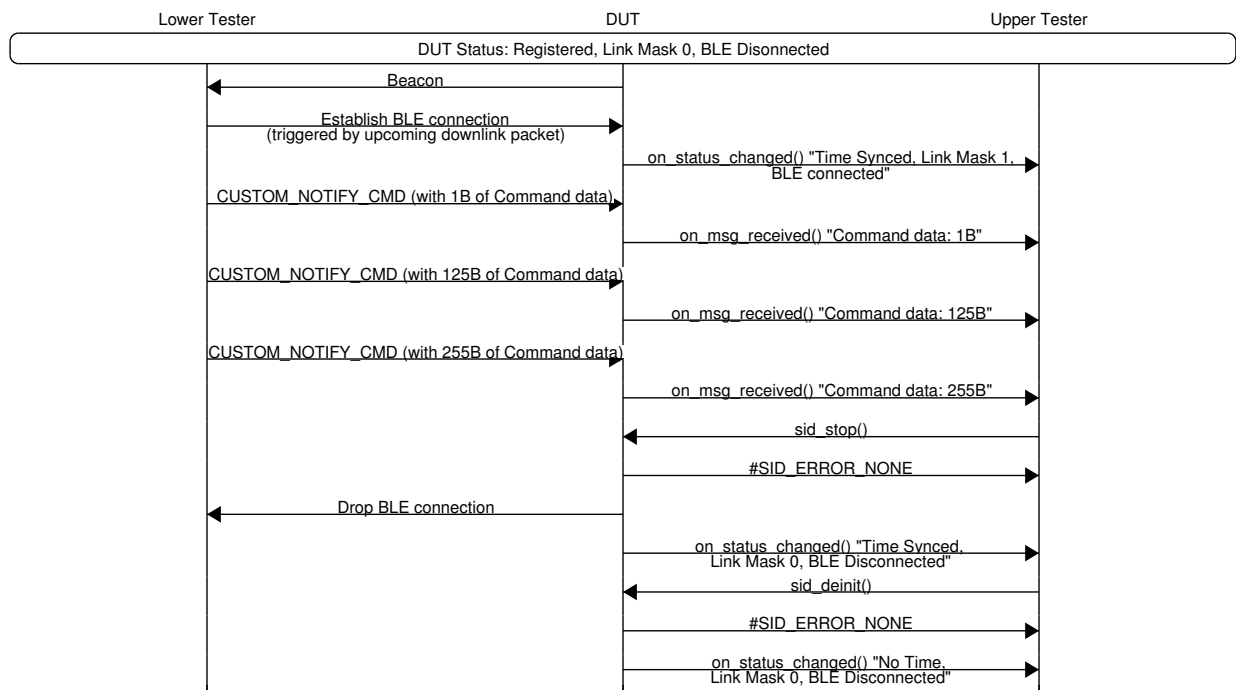 Lower Tester
DUT
Upper Tester
DUT Status: Registered, Link Mask 0, BLE Disonnected
Beacon
Establish BLE connection
(triggered by upcoming downlink packet)
on_status_changed() "Time Synced, Link Mask 1,
BLE connected"
CUSTOM_NOTIFY_CMD (with 1B of Command data)
on_msg_received() "Command data: 1B"
CUSTOM_NOTIFY_CMD (with 125B of Command data)
on_msg_received() "Command data: 125B"
CUSTOM_NOTIFY_CMD (with 255B of Command data)
on_msg_received() "Command data: 255B"
sid_stop()
#SID_ERROR_NONE
Drop BLE connection
on_status_changed() "Time Synced,
Link Mask 0, BLE Disconnected"
sid_deinit()
#SID_ERROR_NONE
on_status_changed() "No Time,
Link Mask 0, BLE Disconnected"